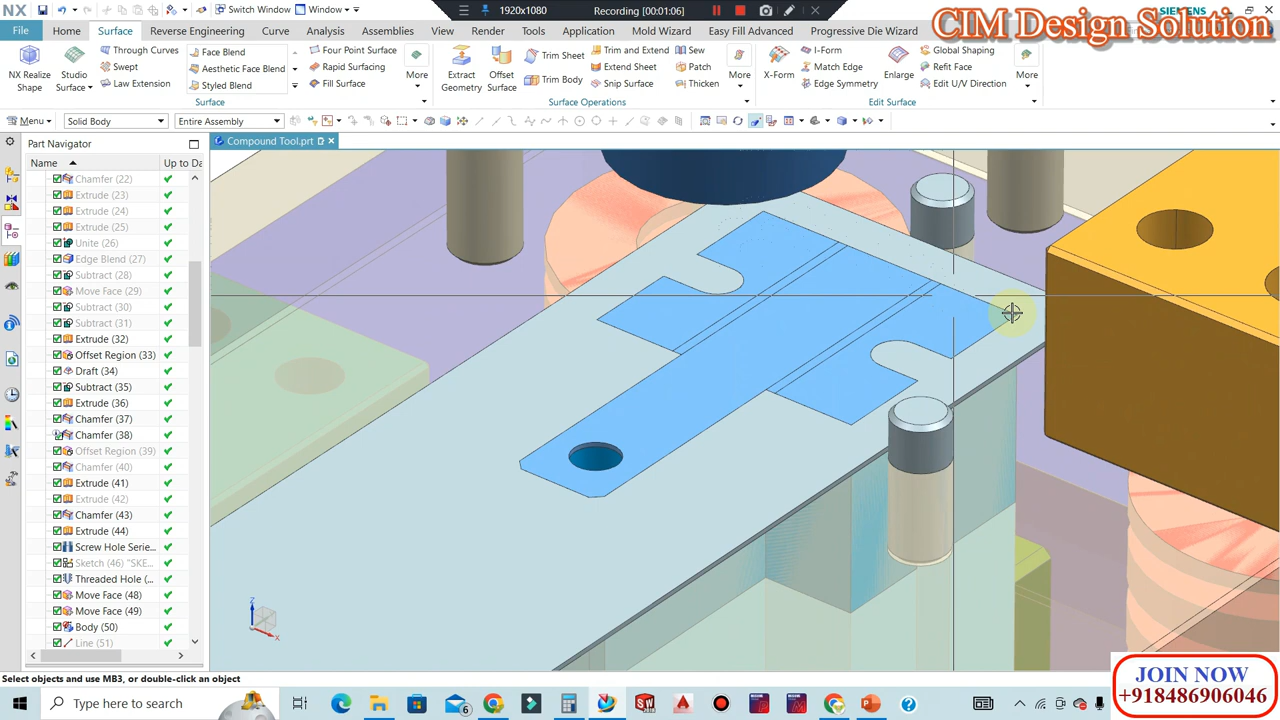 NX
Switch Window
Window
1920x1080
Recording [00:01:06]
SIEMENS
CIM Design Solution
File
Home
Surface
Reverse Engineering
Curve
Analysis
Assemblies
View
Render
Tools
Application
Mold Wizard
Easy Fill Advanced
Progressive Die Wizard
NX Realize Shape
Studio Surface
Through Curves
Swept
Law Extension
Face Blend
Aesthetic Face Blend
Styled Blend
Four Point Surface
Rapid Surfacing
Fill Surface
More
Surface
Extract Geometry
Offset Surface
Trim Sheet
Trim Body
Trim and Extend
Extend Sheet
Snip Surface
Sew
Patch
Thicken
More
Surface Operations
X-Form
I-Form
Match Edge
Edge Symmetry
Enlarge
Global Shaping
Refit Face
Edit U/V Direction
More
Edit Surface
Menu
Solid Body
Entire Assembly
Part Navigator
Compound Tool.prt
Name
Up to Da
Chamfer (22)
Extrude (23)
Extrude (24)
Extrude (25)
Unite (26)
Edge Blend (27)
Subtract (28)
Move Face (29)
Subtract (30)
Subtract (31)
Extrude (32)
Offset Region (33)
Draft (34)
Subtract (35)
Extrude (36)
Chamfer (37)
Chamfer (38)
Offset Region (39)
Chamfer (40)
Extrude (41)
Extrude (42)
Chamfer (43)
Extrude (44)
Screw Hole Serie...
Sketch (46) "SKE...
Threaded Hole (...
Move Face (48)
Move Face (49)
Body (50)
Line (51)
Z
X
Select objects and use MB3, or double-click an object
JOIN NOW
+918486906046
Type here to search